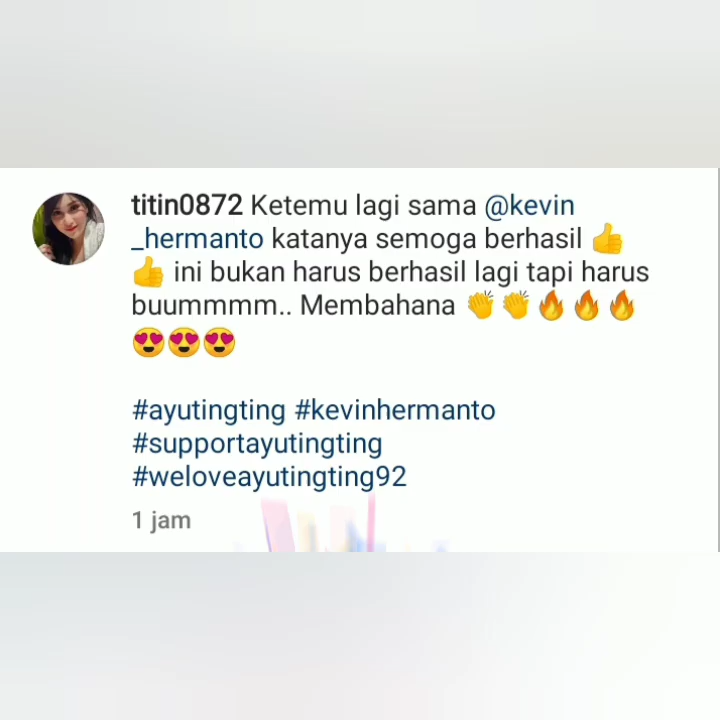 titin0872 Ketemu lagi sama @kevin
_hermanto katanya semoga berhasil 👍
👍 ini bukan harus berhasil lagi tapi harus
buummmm.. Membahana 👏👏🔥🔥🔥
😍😍😍
#ayutingting #kevinhermanto
#supportayutingting
#weloveayutingting92
1 jam